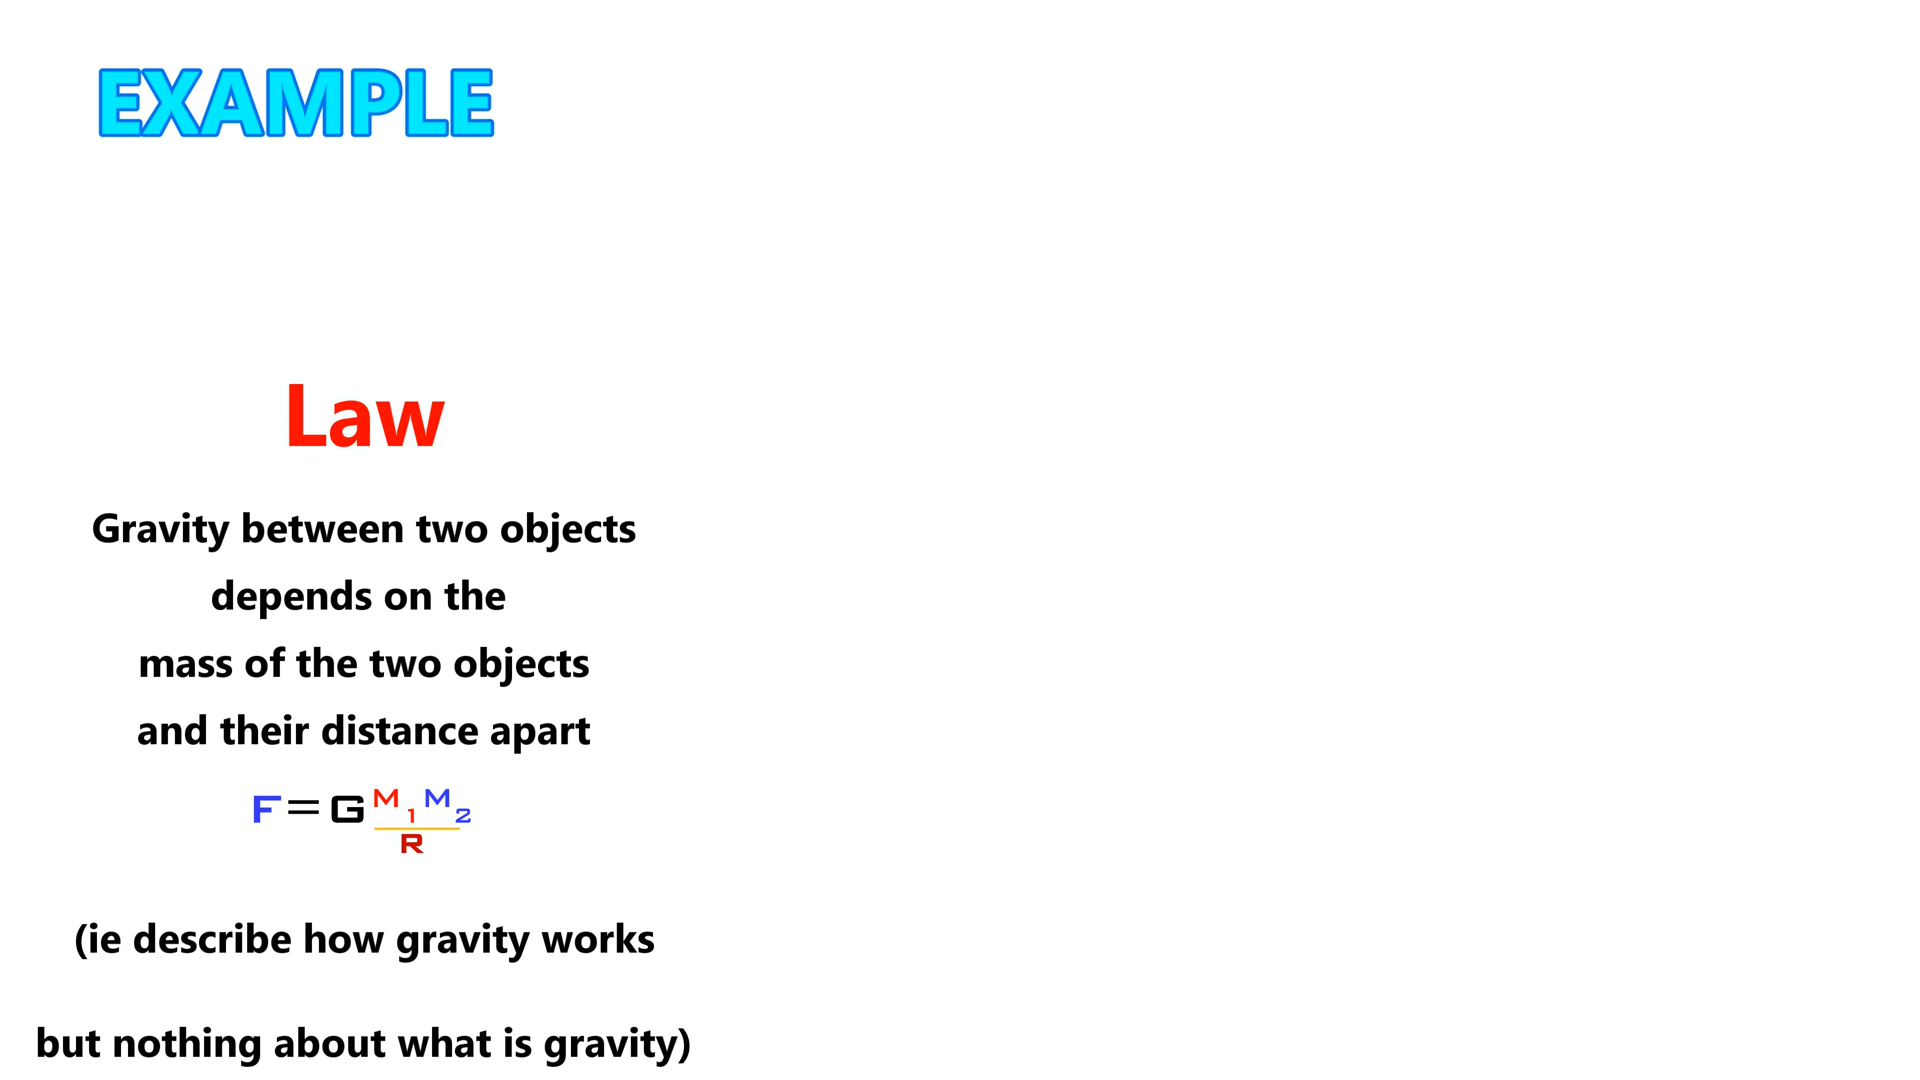 EXAMPLE
Law
Gravity between two objects
depends on the
mass of the two objects
and their distance apart
F=G M₁M₂
R
(ie describe how gravity works
but nothing about what is gravity)